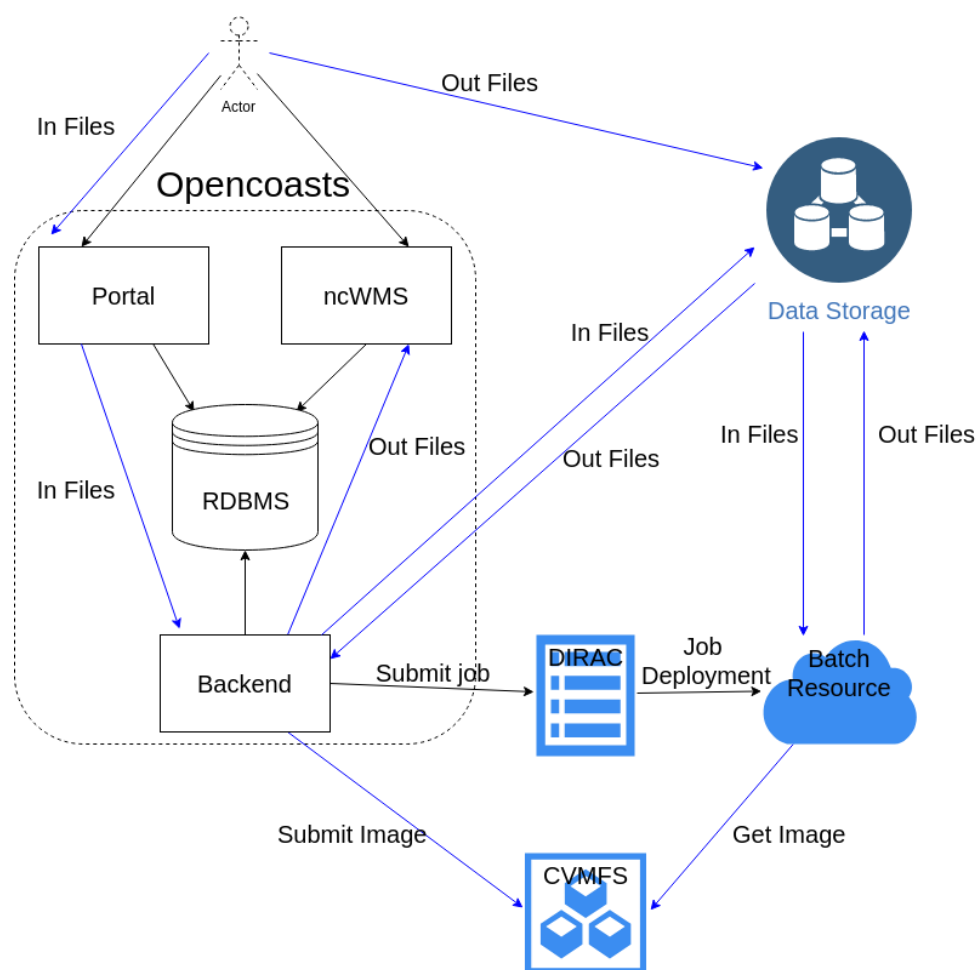 Actor
Out Files
In Files
Opencoasts
Portal
ncWMS
Data Storage
In Files
In Files
Out Files
Out Files
Out Files
In Files
RDBMS
DIRAC
Job
Deployment
Batch
Resource
Submit job
Backend
Submit Image
Get Image
CVMFS